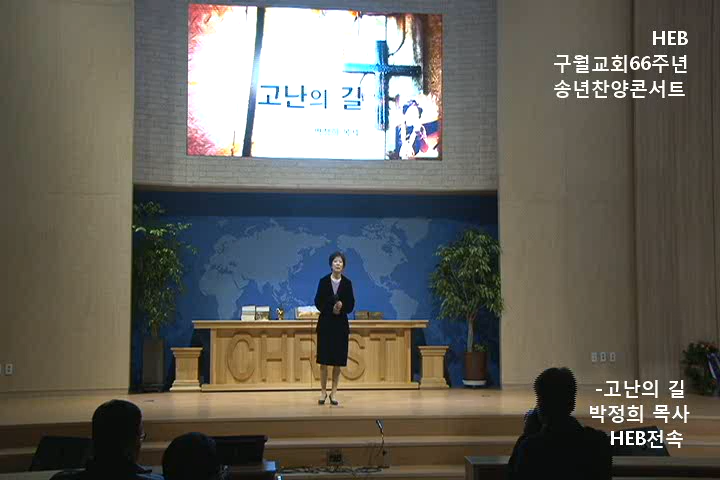 HEB
구월교회66주년
송년찬양콘서트
고난의 길
CHRIST
-고난의 길
박정희 목사
HEB전속